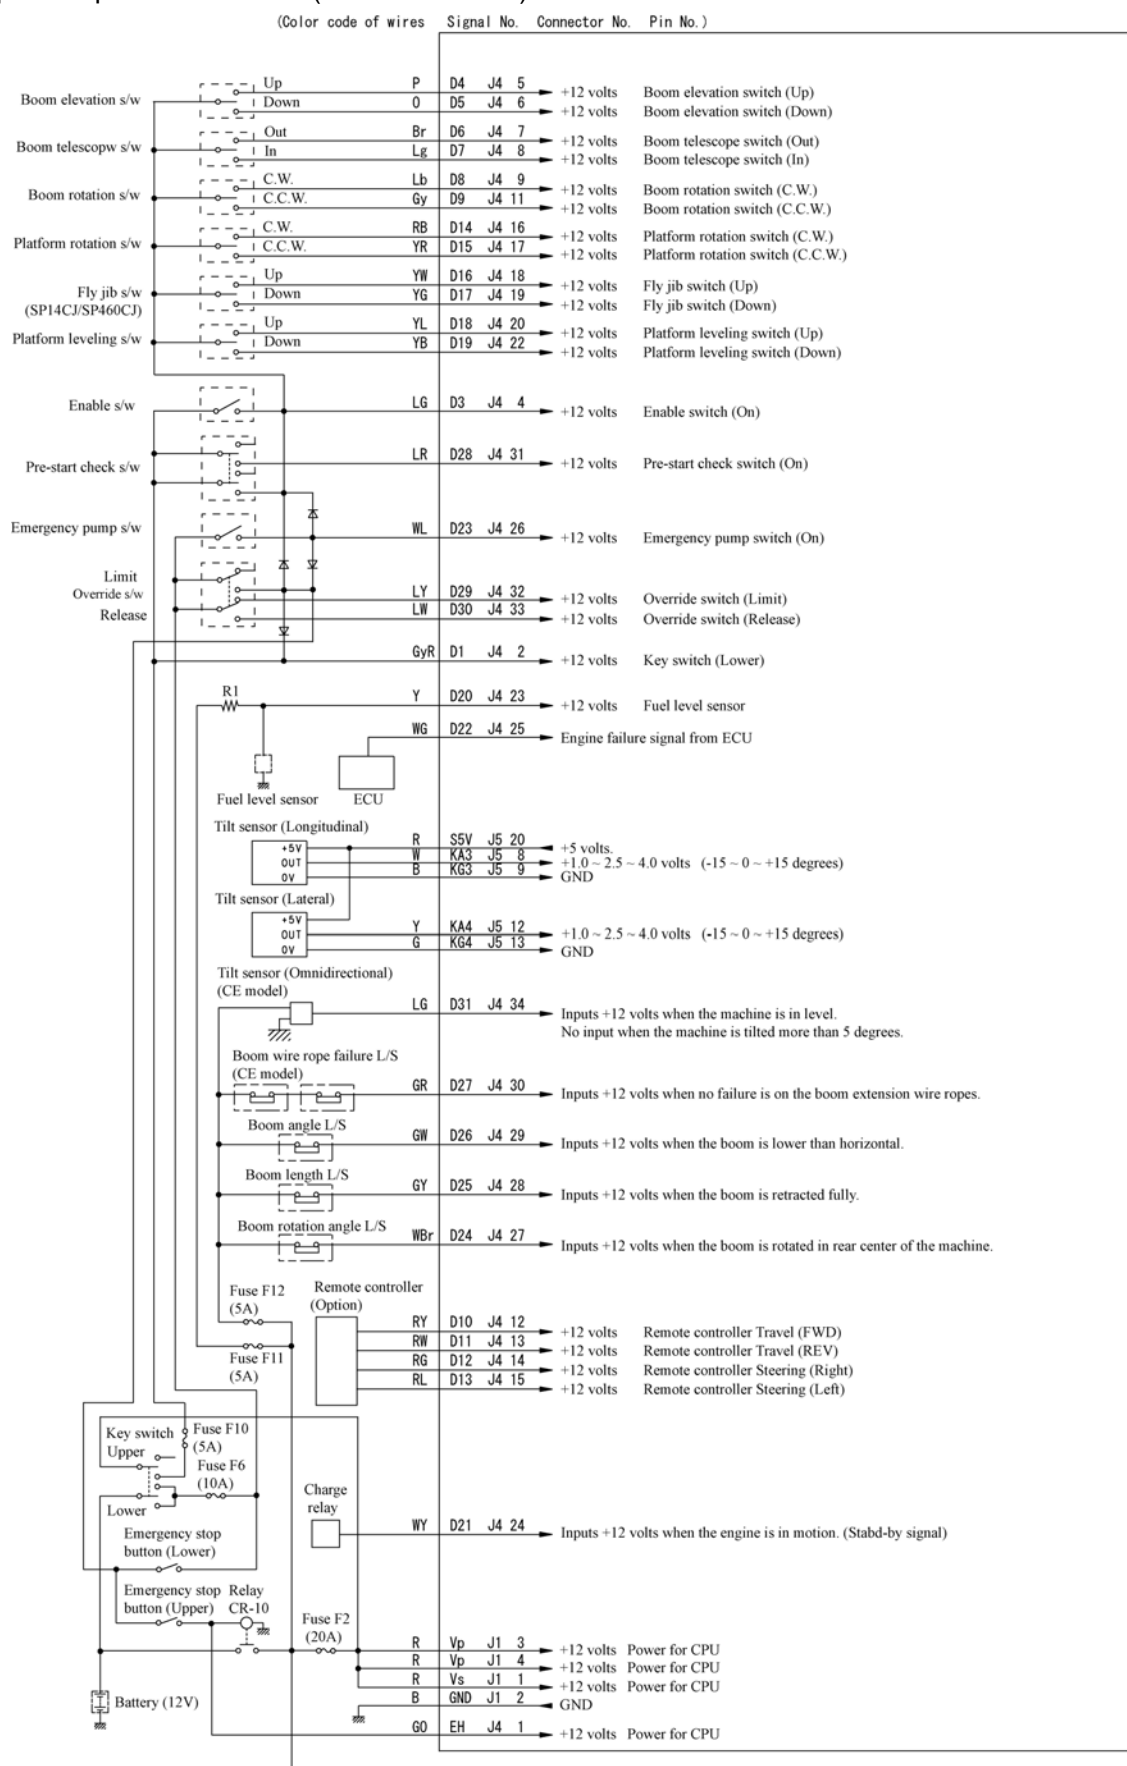 (Color code of wires Signal No. Connector No. Pin No.)
Boom elevation s/w Up P D4 J4 5 +12 volts Boom elevation switch (Up)
Down O D5 J4 6 +12 volts Boom elevation switch (Down)
Boom telescopw s/w Out Br D6 J4 7 +12 volts Boom telescope switch (Out)
In Lg D7 J4 8 +12 volts Boom telescope switch (In)
Boom rotation s/w C.W. Lb D8 J4 9 +12 volts Boom rotation switch (C.W.)
C.C.W. Gy D9 J4 11 +12 volts Boom rotation switch (C.C.W.)
Platform rotation s/w C.W. RB D14 J4 16 +12 volts Platform rotation switch (C.W.)
C.C.W. YR D15 J4 17 +12 volts Platform rotation switch (C.C.W.)
Fly jib s/w Up YW D16 J4 18 +12 volts Fly jib switch (Up)
(SP14CJ/SP460CJ) Down YG D17 J4 19 +12 volts Fly jib switch (Down)
Platform leveling s/w Up YL D18 J4 20 +12 volts Platform leveling switch (Up)
Down YB D19 J4 22 +12 volts Platform leveling switch (Down)
Enable s/w LG D3 J4 4 +12 volts Enable switch (On)
Pre-start check s/w LR D28 J4 31 +12 volts Pre-start check switch (On)
Emergency pump s/w WL D23 J4 26 +12 volts Emergency pump switch (On)
Limit
Override s/w LY D29 J4 32 +12 volts Override switch (Limit)
Release LW D30 J4 33 +12 volts Override switch (Release)
GyR D1 J4 2 +12 volts Key switch (Lower)
R1 Y D20 J4 23 +12 volts Fuel level sensor
WG D22 J4 25 Engine failure signal from ECU
Fuel level sensor ECU
Tilt sensor (Longitudinal)
+5V R S5V J5 20 +5 volts.
OUT W KA3 J5 8 +1.0 ~ 2.5 ~ 4.0 volts (-15 ~ 0 ~ +15 degrees)
0V B KG3 J5 9 GND
Tilt sensor (Lateral)
+5V
OUT Y KA4 J5 12 +1.0 ~ 2.5 ~ 4.0 volts (-15 ~ 0 ~ +15 degrees)
0V G KG4 J5 13 GND
Tilt sensor (Omnidirectional)
(CE model)
LG D31 J4 34 Inputs +12 volts when the machine is in level.
No input when the machine is tilted more than 5 degrees.
Boom wire rope failure L/S
(CE model)
GR D27 J4 30 Inputs +12 volts when no failure is on the boom extension wire ropes.
Boom angle L/S
GW D26 J4 29 Inputs +12 volts when the boom is lower than horizontal.
Boom length L/S
GY D25 J4 28 Inputs +12 volts when the boom is retracted fully.
Boom rotation angle L/S
WBr D24 J4 27 Inputs +12 volts when the boom is rotated in rear center of the machine.
Fuse F12
(5A)
Remote controller
(Option)
RY D10 J4 12 +12 volts Remote controller Travel (FWD)
RW D11 J4 13 +12 volts Remote controller Travel (REV)
RG D12 J4 14 +12 volts Remote controller Steering (Right)
RL D13 J4 15 +12 volts Remote controller Steering (Left)
Fuse F11
(5A)
Key switch
Upper
Fuse F10
(5A)
Fuse F6
(10A)
Lower
Charge
relay
WY D21 J4 24 Inputs +12 volts when the engine is in motion. (Stabd-by signal)
Emergency stop
button (Lower)
Emergency stop
button (Upper)
Relay
CR-10
Fuse F2
(20A)
R Vp J1 3 +12 volts Power for CPU
R Vp J1 4 +12 volts Power for CPU
R Vs J1 1 +12 volts Power for CPU
Battery (12V) B GND J1 2 GND
GO EH J4 1 +12 volts Power for CPU